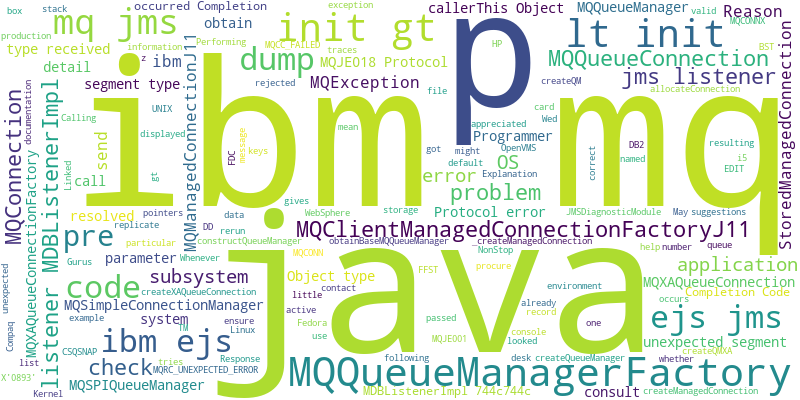 box
occurred Completion
callerThis Object
MQQueueManager
valid
Reason
production
mq jms
obtain
init gt
exception
p
HP
lt init
MQCONNX
BST
type received
information
Performing
MQCC_FAILED
traces
MQQueueConnection
detail
z
ibm
dump
MQJE018 Protocol
createQM
jms listener
segment type
rejected
MQException
file
card
allocateConnection
documentation
Calling
UNIX
ibm mq
appreciated
Wed
Programmer
resulting
MQConnection
MQXAQueueConnectionFactory
listener MDBListenerImpl
send
displayed
MQManagedConnectionJ11
FDC
message
keys
mean
got
might
OpenVMS
DB2
named
i5
EDIT
StoredManagedConnection
Linked
call
gt
error
default
Explanation
OS
correct
resolved
pointers
gives
WebSphere
storage
problem
Protocol error
JMSDiagnosticModule
May
suggestions
replicate
DD
data
MQClientManagedConnectionFactoryJ11
pre
parameter
Gurus
Whenever
rerun
constructQueueManager
obtainBaseMQQueueManager
_createManagedConnection
help
number
queue
particular
MQCONN
NonStop
application
unexpected
code
subsystem
Object type
FFST
procure
environment
MQXAQueueConnection
createXAQueueConnection
contact
java
Completion Code
Compaq
MQSimpleConnectionManager
little
already
record
occurs
example
TM
system
ensure
active
passed
MQJE001
one
ejs jms
CSQSNAP
Linux
Fedora
console
looked
unexpected segment
ibm ejs
use
createQMXA
list
tries
Response
following
desk
createQueueManager
whether
X'0893'
check
MQRC_UNEXPECTED_ERROR
MQQueueManagerFactory
Kernel
MQSPIQueueManager
MDBListenerImpl 744c744c
consult
createManagedConnection